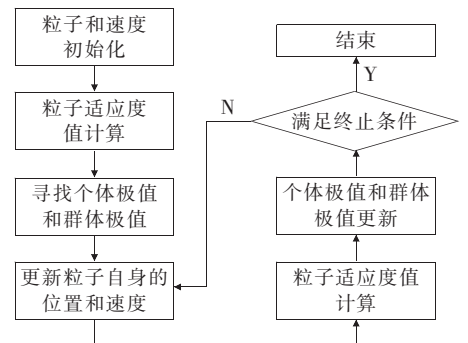 粒子和速度
初始化
粒子适应度
值计算
寻找个体极值
和群体极值
更新粒子自身的
位置和速度
结束
Y
N
满足终止条件
个体极值和群体
极值更新
粒子适应度值
计算